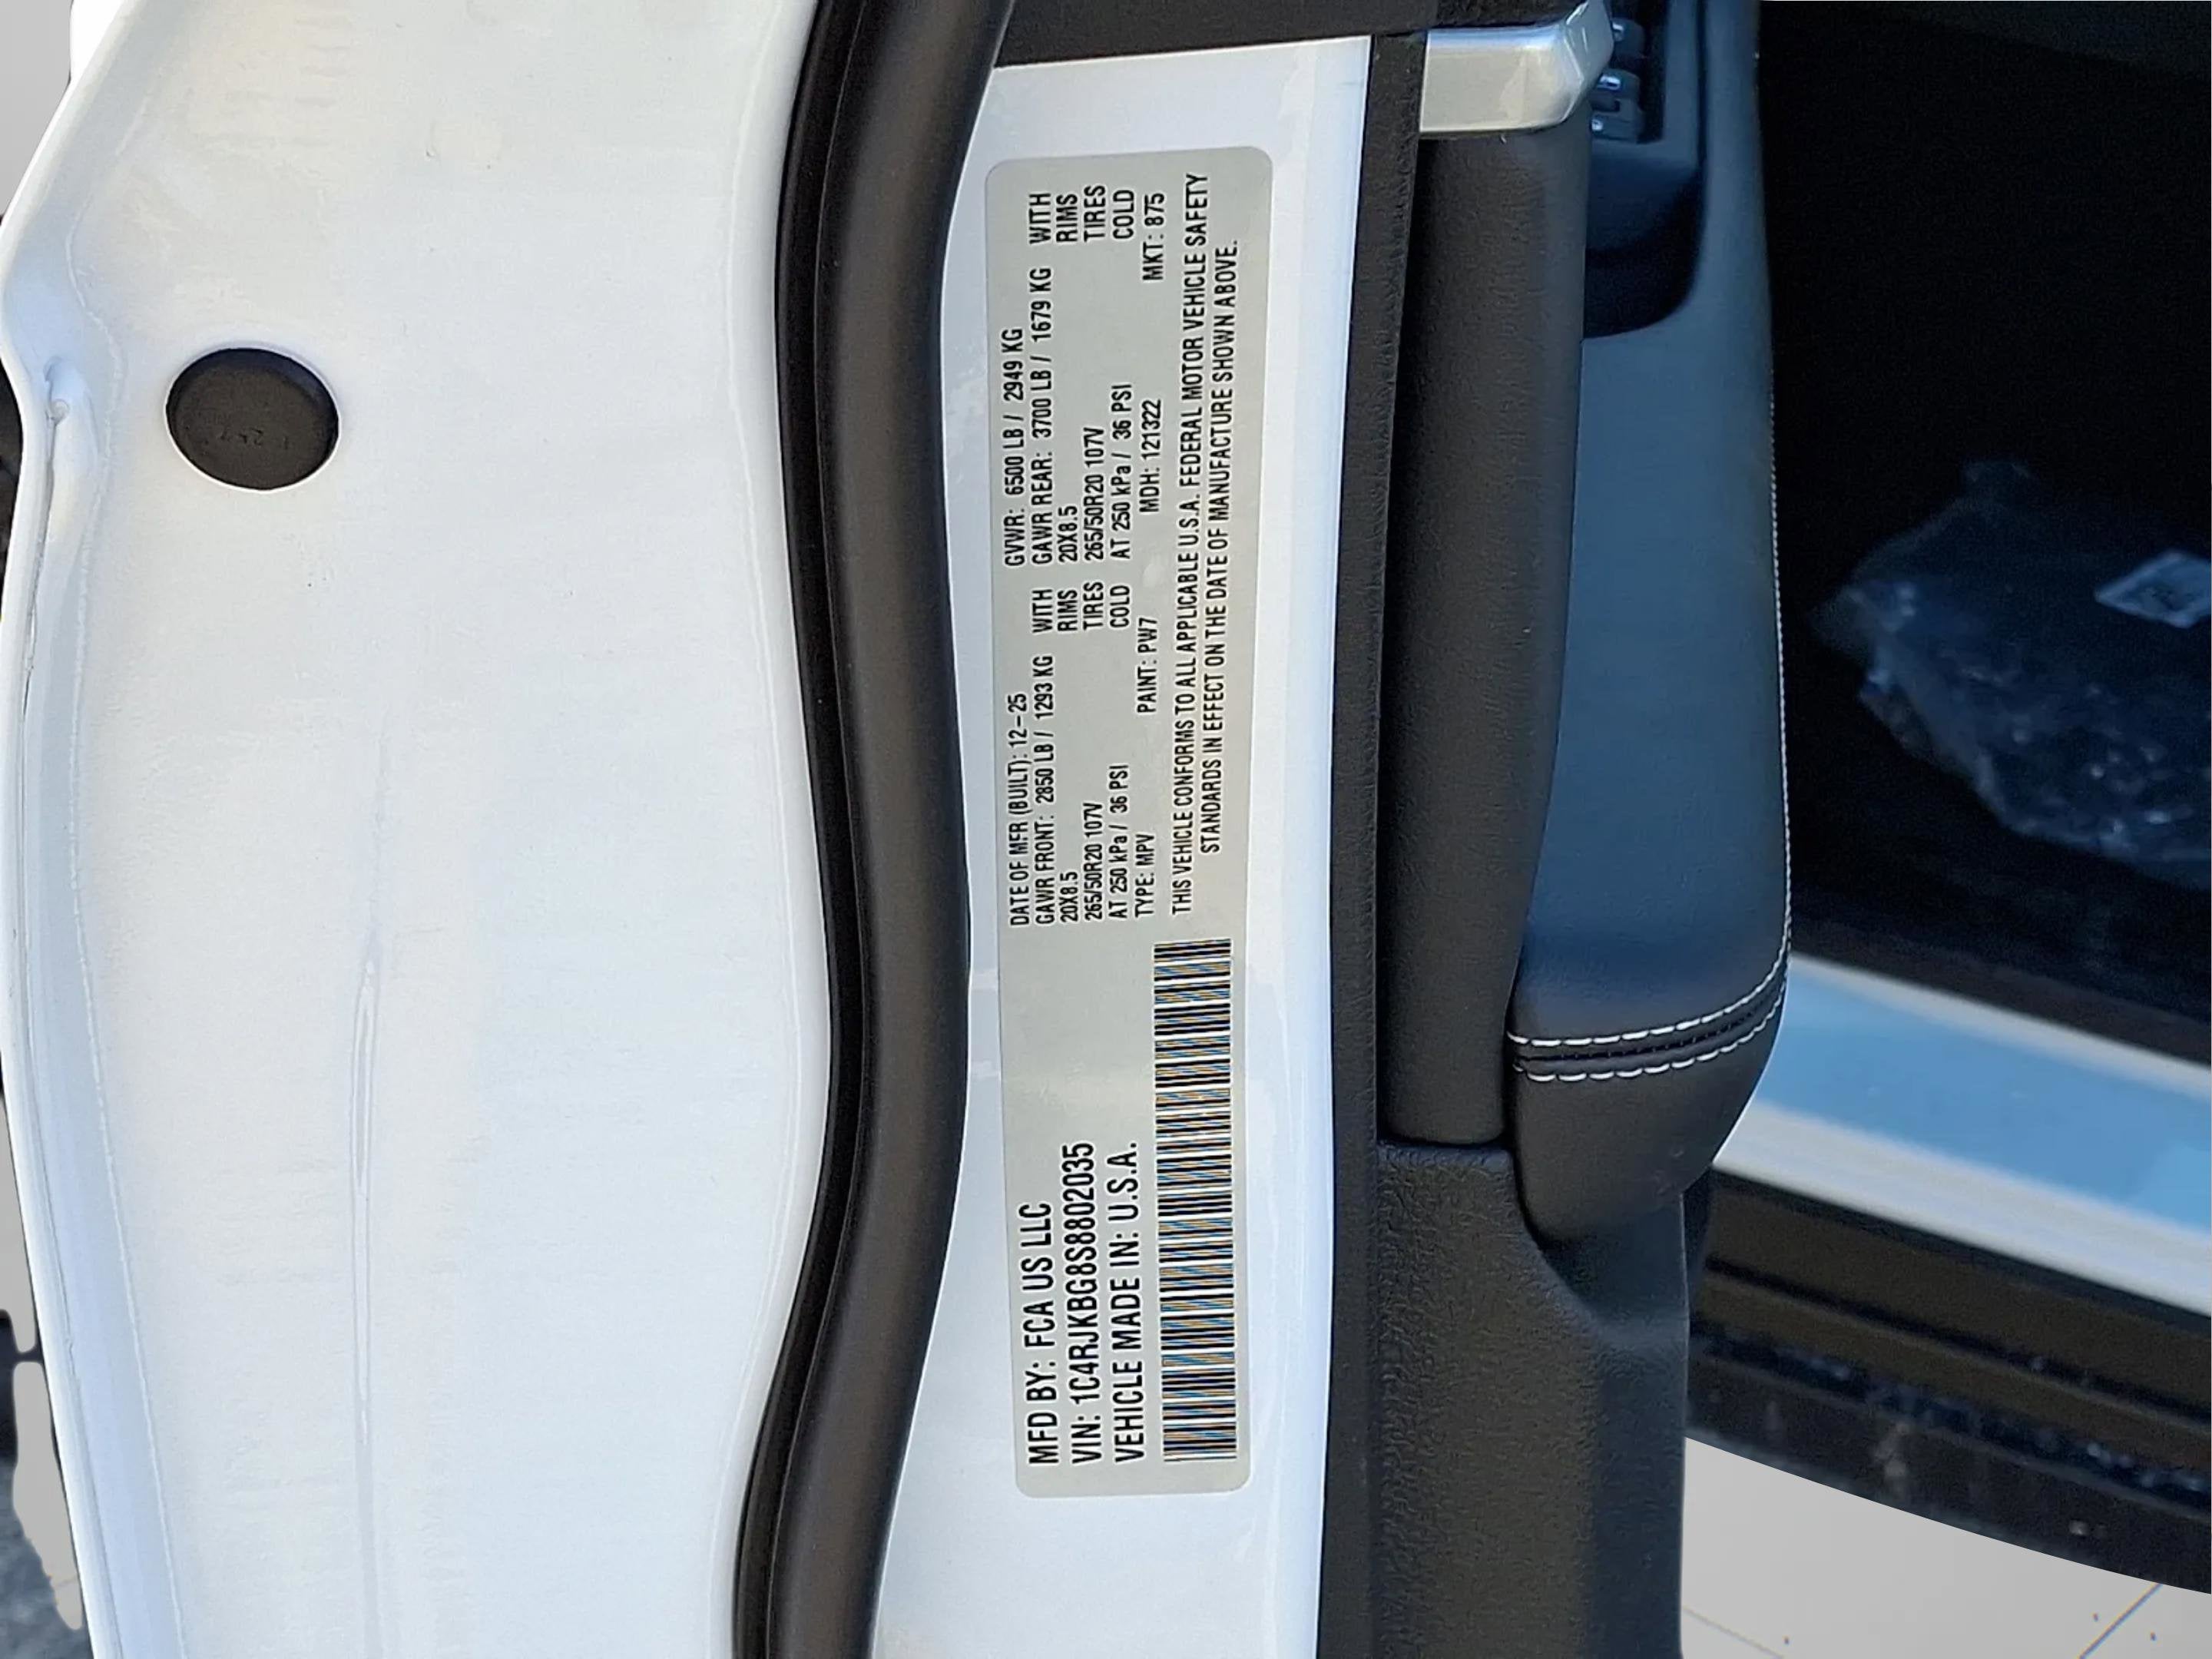 MFD BY: FCA US LLC
VIN: 1C4RJKBG8S8802035
VEHICLE MADE IN: U.S.A.
DATE OF MFR (BUILT): 12-25 GVWR: 6500 LB / 2949 KG
GAWR FRONT: 2850 LB / 1293 KG WITH GAWR REAR: 3700 LB / 1679 KG WITH
20X8.5 RIMS 20X8.5 RIMS
265/50R20 107V TIRES 265/50R20 107V TIRES
AT 250 kPa / 36 PSI COLD AT 250 kPa / 36 PSI COLD
TYPE: MPV PAINT: PW7 MDH: 121322 MKT: 875
THIS VEHICLE CONFORMS TO ALL APPLICABLE U.S.A. FEDERAL MOTOR VEHICLE SAFETY
STANDARDS IN EFFECT ON THE DATE OF MANUFACTURE SHOWN ABOVE.